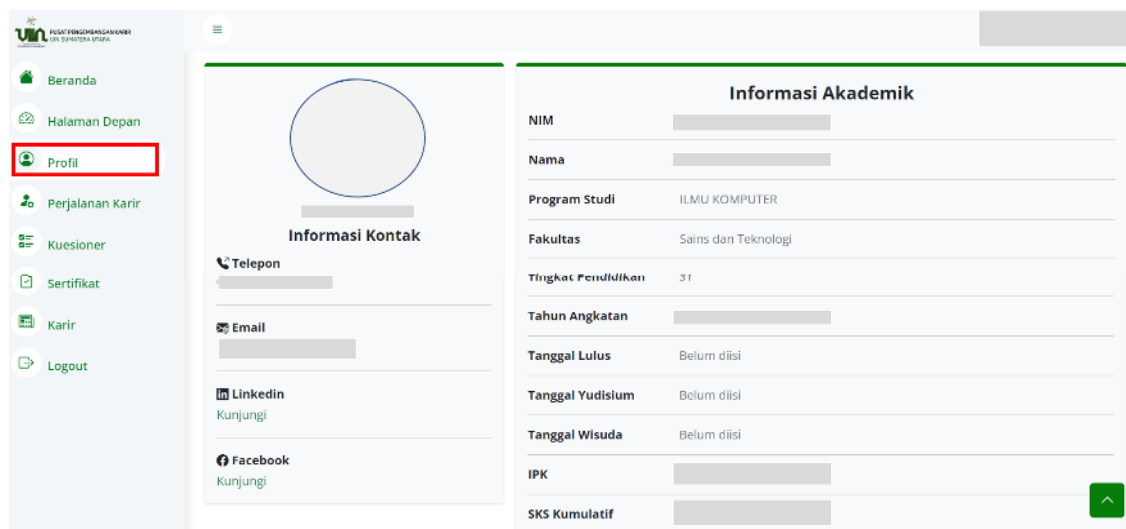 PUSAT PENGEMBANGAN KARIR
UIN SUMATERA UTARA
Beranda
Halaman Depan
Profil
Perjalanan Karir
Kuesioner
Sertifikat
Karir
Logout
Informasi Kontak
Telepon
Email
Linkedin
Kunjungi
Facebook
Kunjungi
Informasi Akademik
NIM
Nama
Program Studi ILMU KOMPUTER
Fakultas Sains dan Teknologi
Tingkat Pendidikan S1
Tahun Angkatan
Tanggal Lulus Belum diisi
Tanggal Yudisium Belum diisi
Tanggal Wisuda Belum diisi
IPK
SKS Kumulatif